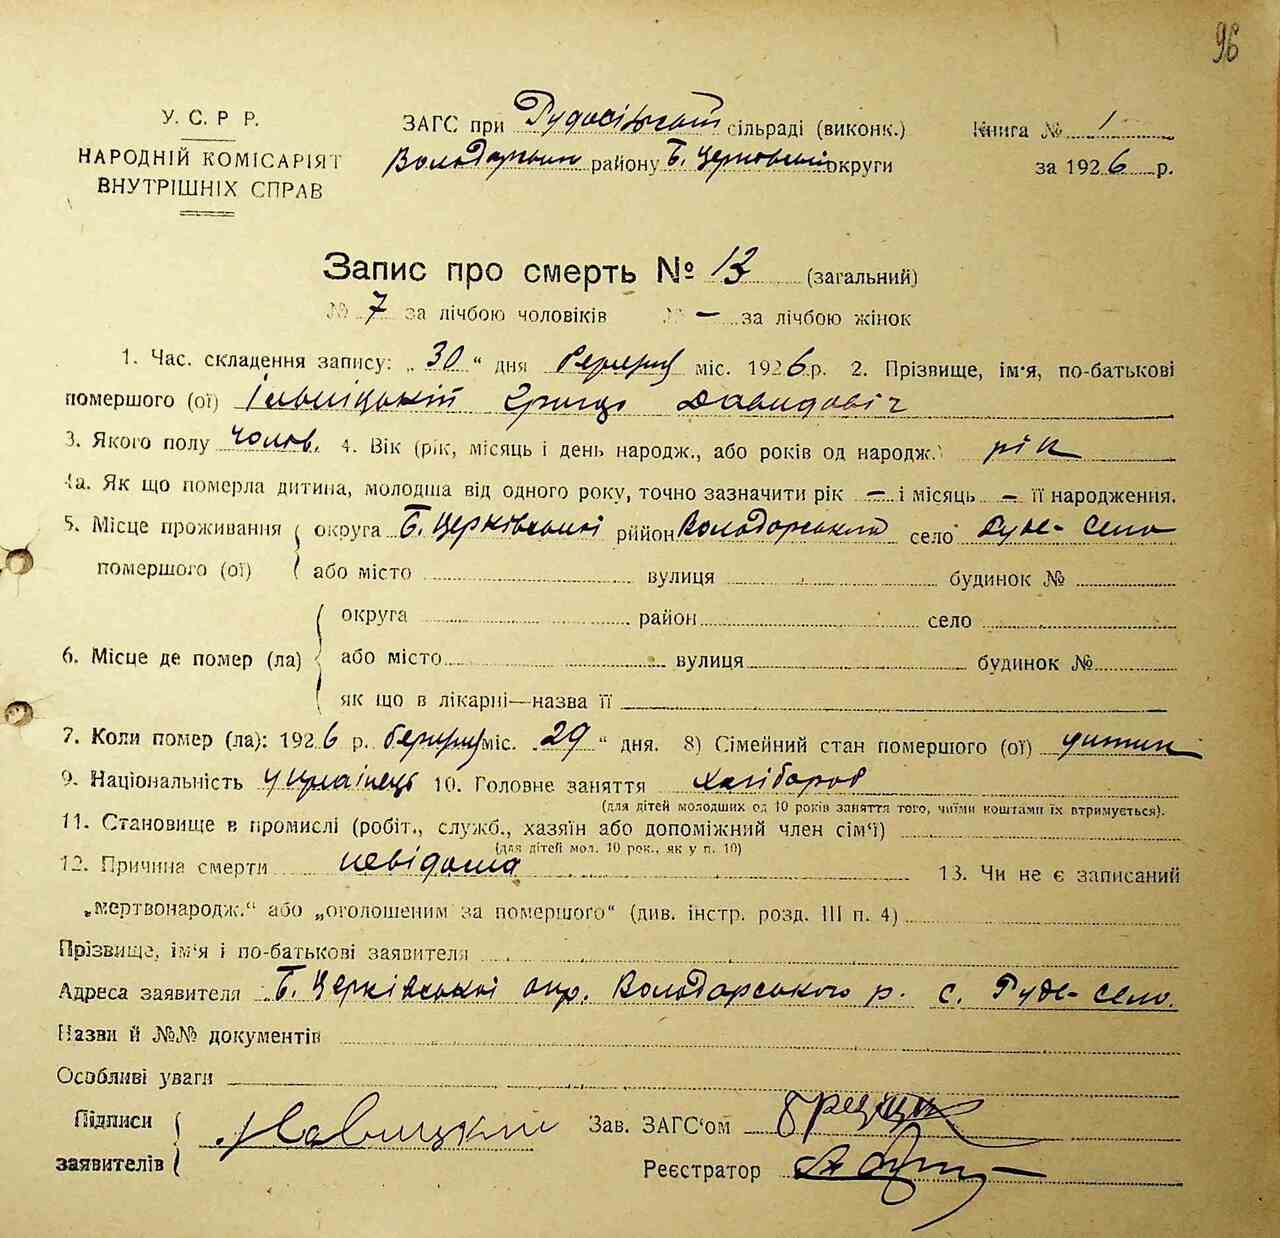 96
У. С. Р Р.
НАРОДНІЙ КОМІСАРІЯТ
ВНУТРІШНІХ СПРАВ
ЗАГС при сільраді (виконк.)
району Б. округи
Книга № 1
за 1926 р.
Запис про смерть № 13 (загальний)
№ 7 за лічбою чоловіків № — за лічбою жінок
1. Час. складення запису: „30“ дня міс. 1926 р. 2. Прізвище, ім'я, по-батькові
помершого (ої) Давидовіч
3. Якого полу чолов. 4. Вік (рік, місяць і день народж., або років од народж.) рік
4а. Як що померла дитина, молодша від одного року, точно зазначити рік — і місяць — її народження.
5. Місце проживання округа Б. Церківської рийон Володарський село Руде-Село
помершого (ої) або місто вулиця будинок №
округа район село
6. Місце де помер (ла) або місто вулиця будинок №
як що в лікарні—назва її
7. Коли помер (ла): 1926 р. міс. „29“ дня. 8) Сімейний стан помершого (ої) дитина
9. Національність українець 10. Головне заняття хлібороб
(для дітей молодших од 10 років заняття того, чиїми коштами їх втримується).
11. Становище в промислі (робіт., служб., хазяїн або допоміжний член сім'ї)
(для дітей мол. 10 рок., як у п. 10)
12. Причина смерти невідома 13. Чи не є записаний
„мертвонародж.“ або „оголошеним за помершого“ (див. інстр. розд. III п. 4)
Прізвище, ім'я і по-батькові заявителя
Адреса заявителя Б. Церківської окр. Володарського р. с. Руде-Село.
Назви й №№ документів
Особливі уваги
Підписи
заявителів
Зав. ЗАГС'ом
Реєстратор